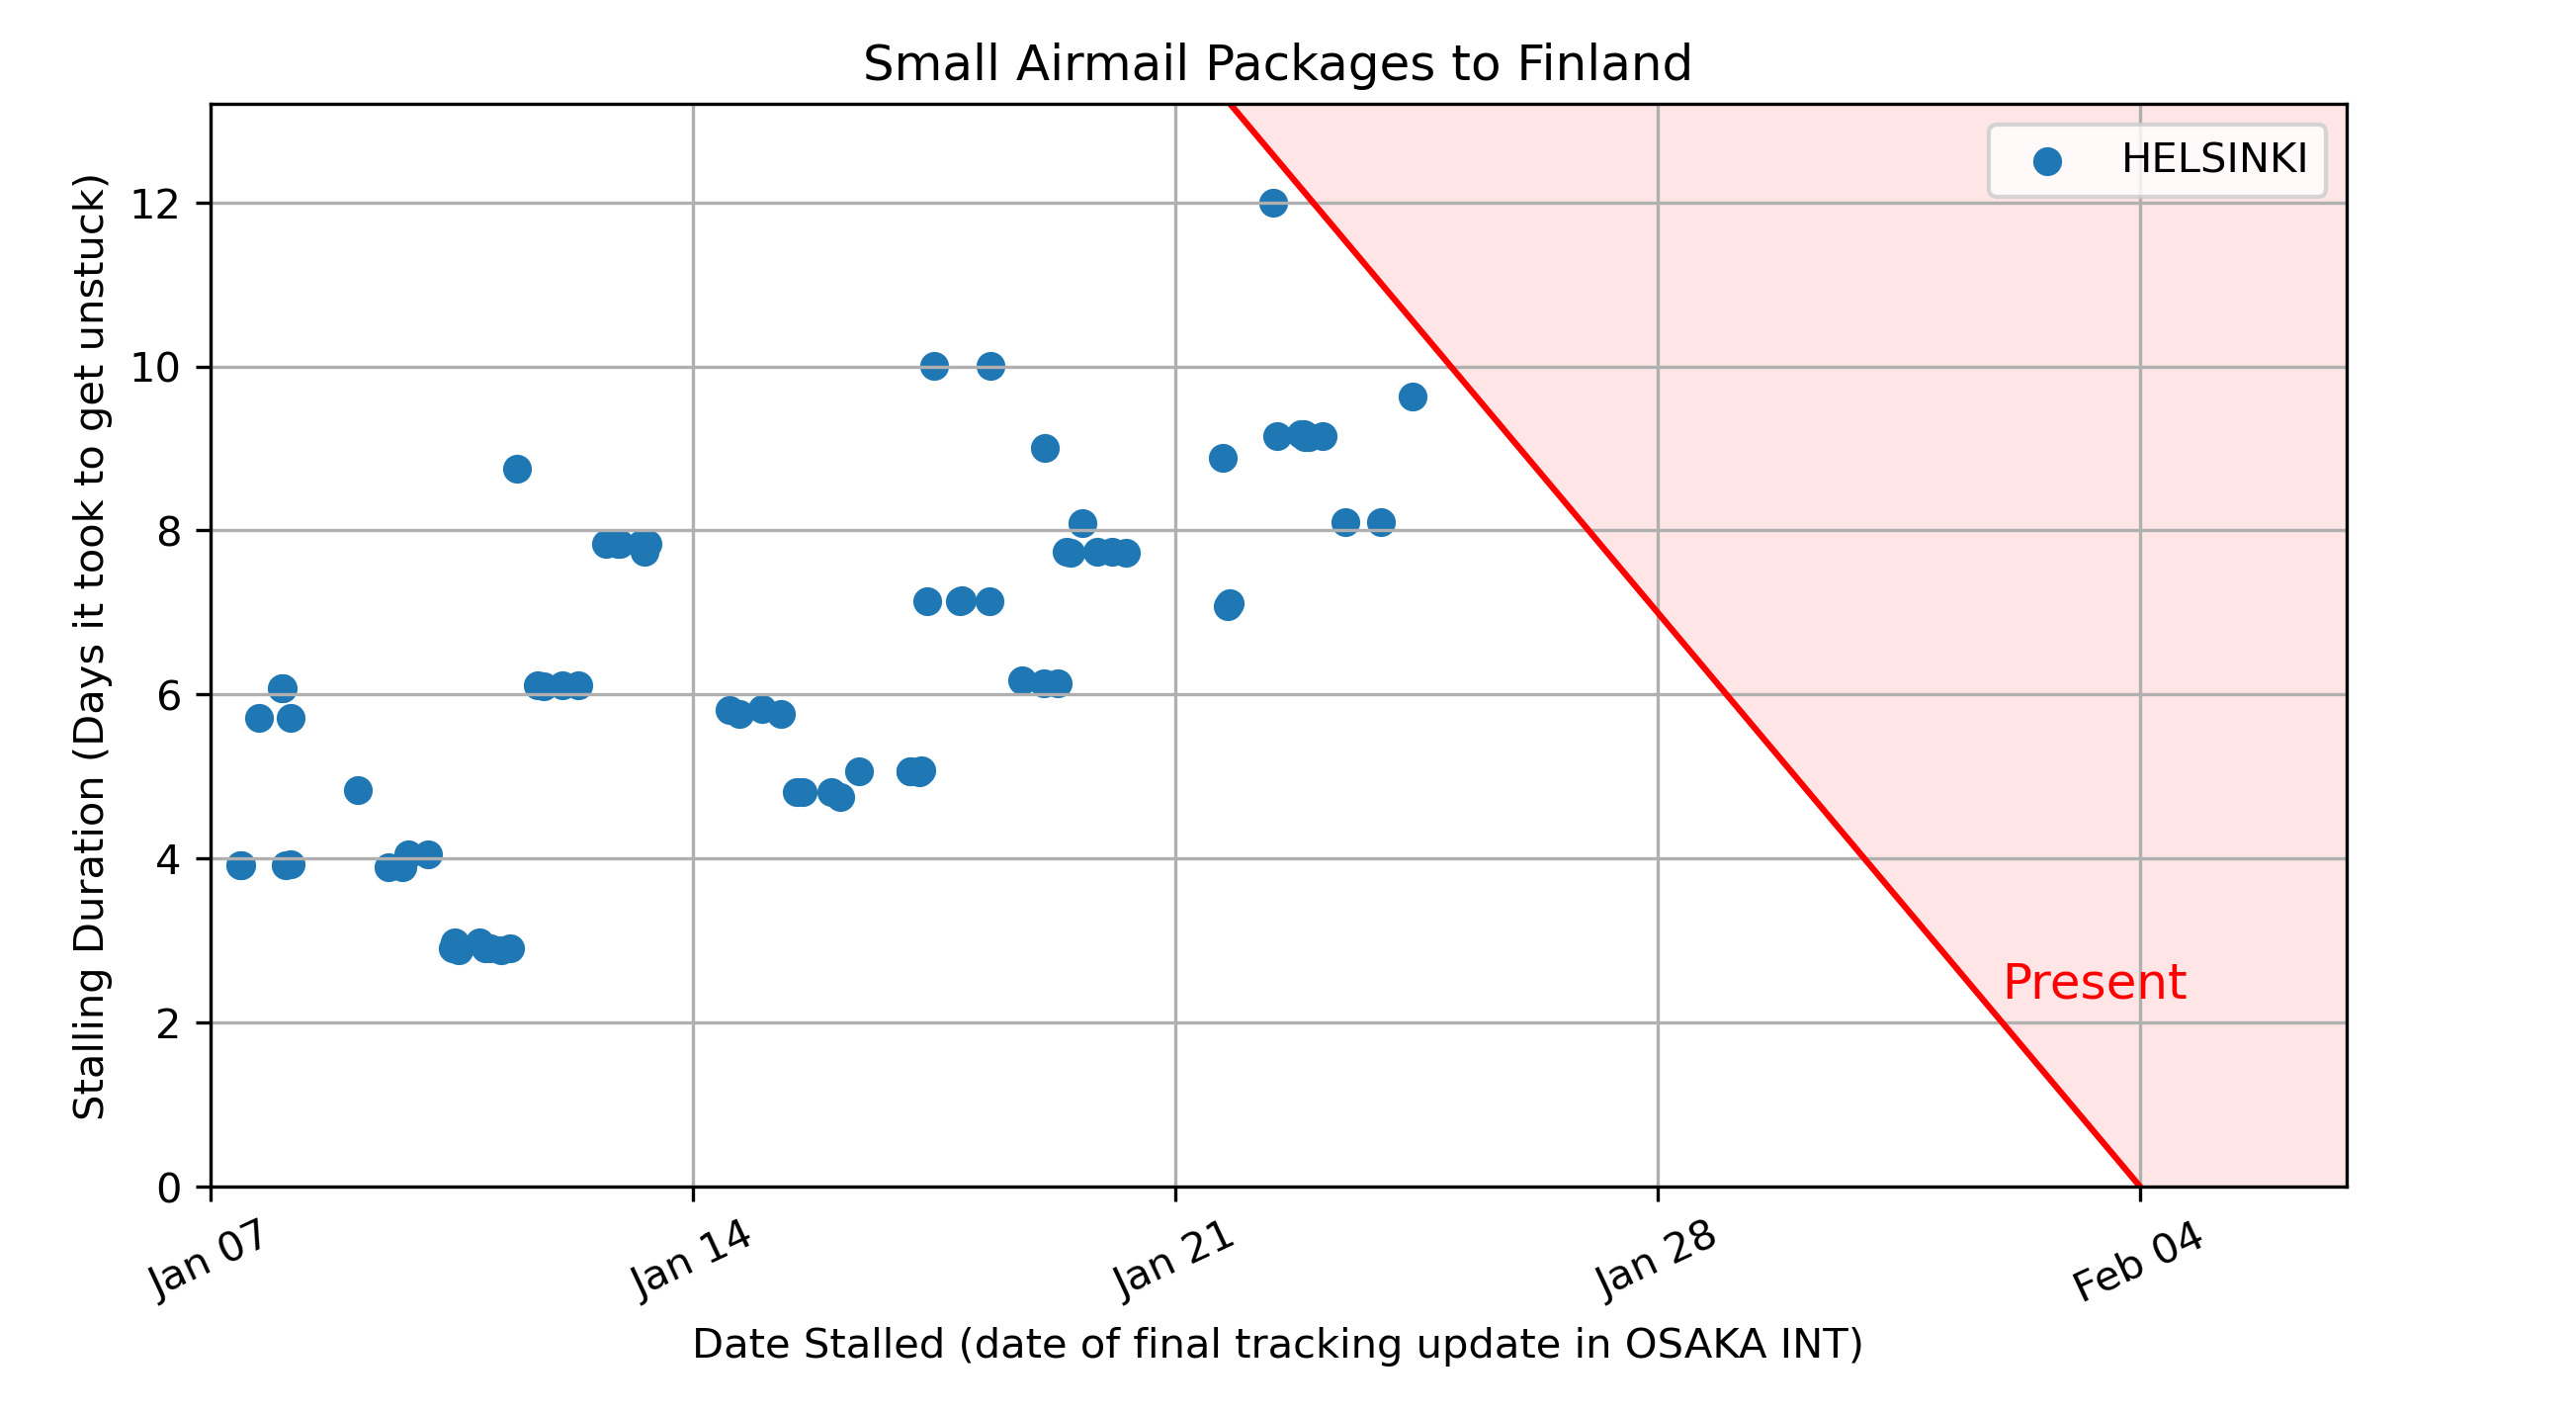 Small Airmail Packages to Finland
HELSINKI
Stalling Duration (Days it took to get unstuck)
12
10
8
6
4
2
0
Present
Jan 07
Jan 14
Jan 21
Jan 28
Feb 04
Date Stalled (date of final tracking update in OSAKA INT)